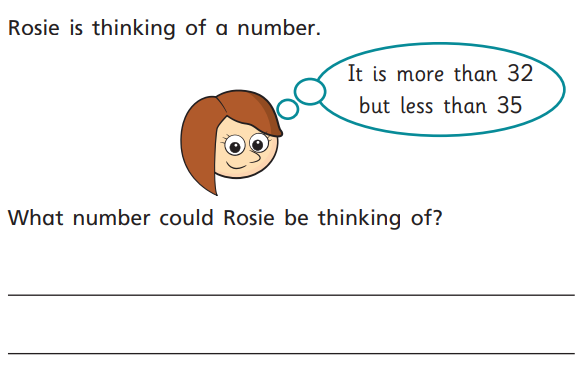 Rosie is thinking of a number.
It is more than 32
but less than 35
What number could Rosie be thinking of?